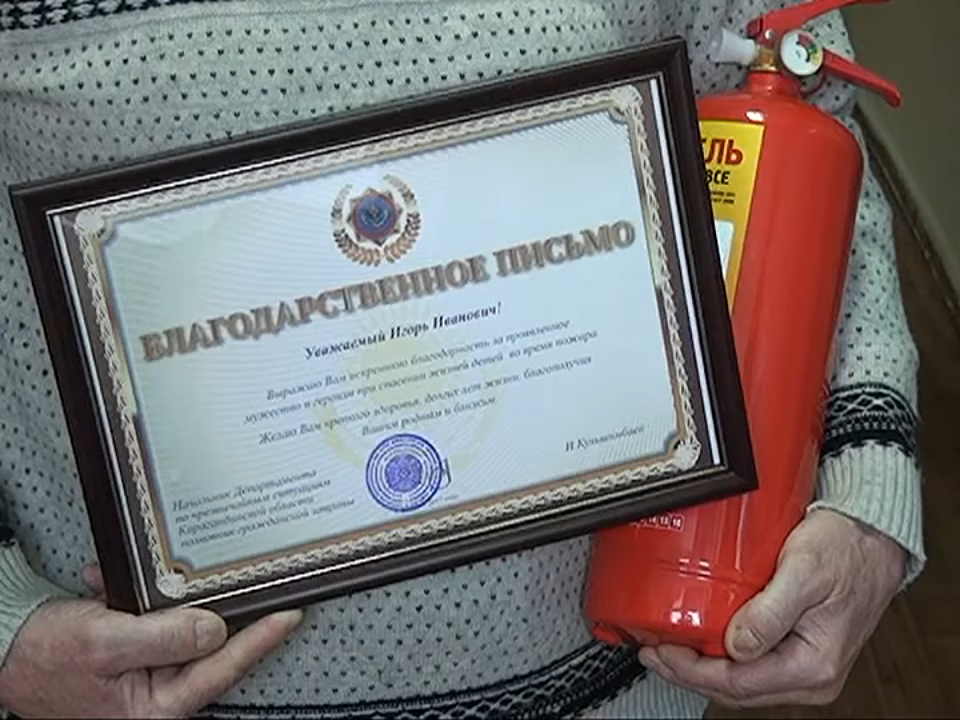 БЛАГОДАРСТВЕННОЕ ПИСЬМО
Уважаемый Игорь Иванович!
Выражаю Вам искреннюю благодарность за проявленное
мужество и героизм при спасении жизней детей во время пожара
Желаю Вам крепкого здоровья, долгих лет жизни, благополучия
Вашим родным и близким.
Начальник Департамента
по чрезвычайным ситуациям
Карагандинской области
полковник гражданской защиты
ЕЛЬ
ВСЕ